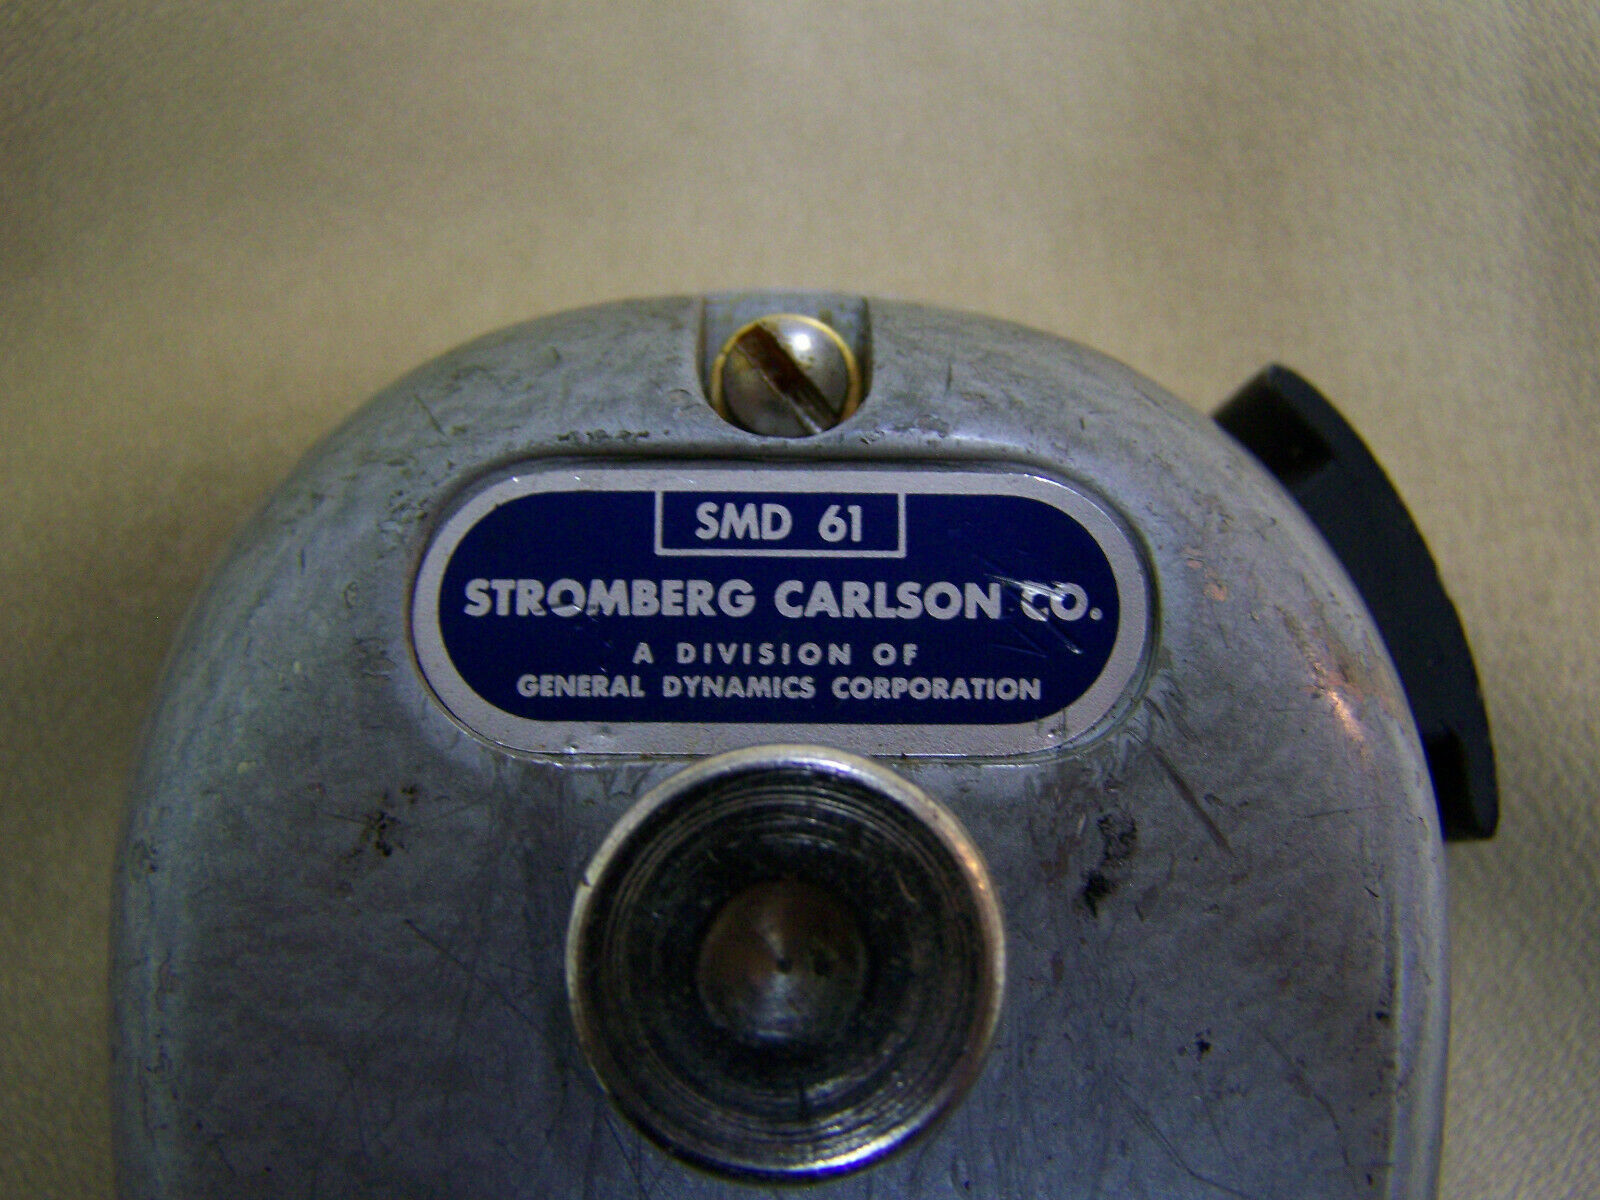 SMD 61
STROMBERG CARLSON CO.
A DIVISION OF
GENERAL DYNAMICS CORPORATION